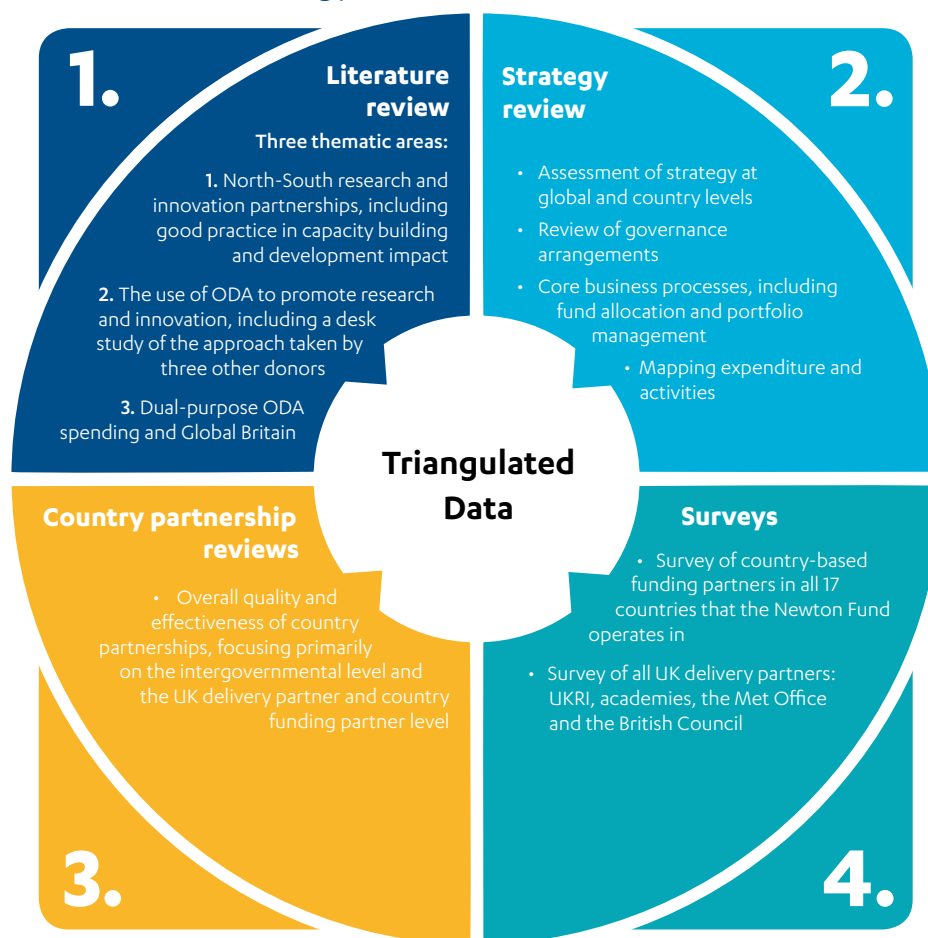 1.
Literature
review
Three thematic areas:
1. North-South research and
innovation partnerships, including
good practice in capacity building
and development impact
2. The use of ODA to promote research
and innovation, including a desk
study of the approach taken by
three other donors
3. Dual-purpose ODA
spending and Global Britain
2.
Strategy
review
• Assessment of strategy at
global and country levels
• Review of governance
arrangements
• Core business processes, including
fund allocation and portfolio
management
• Mapping expenditure and
activities
Triangulated
Data
Country partnership
reviews
• Overall quality and
effectiveness of country
partnerships, focusing primarily
on the intergovernmental level and
the UK delivery partner and country
funding partner level
3.
Surveys
• Survey of country-based
funding partners in all 17
countries that the Newton Fund
operates in
• Survey of all UK delivery partners:
UKRI, academies, the Met Office
and the British Council
4.